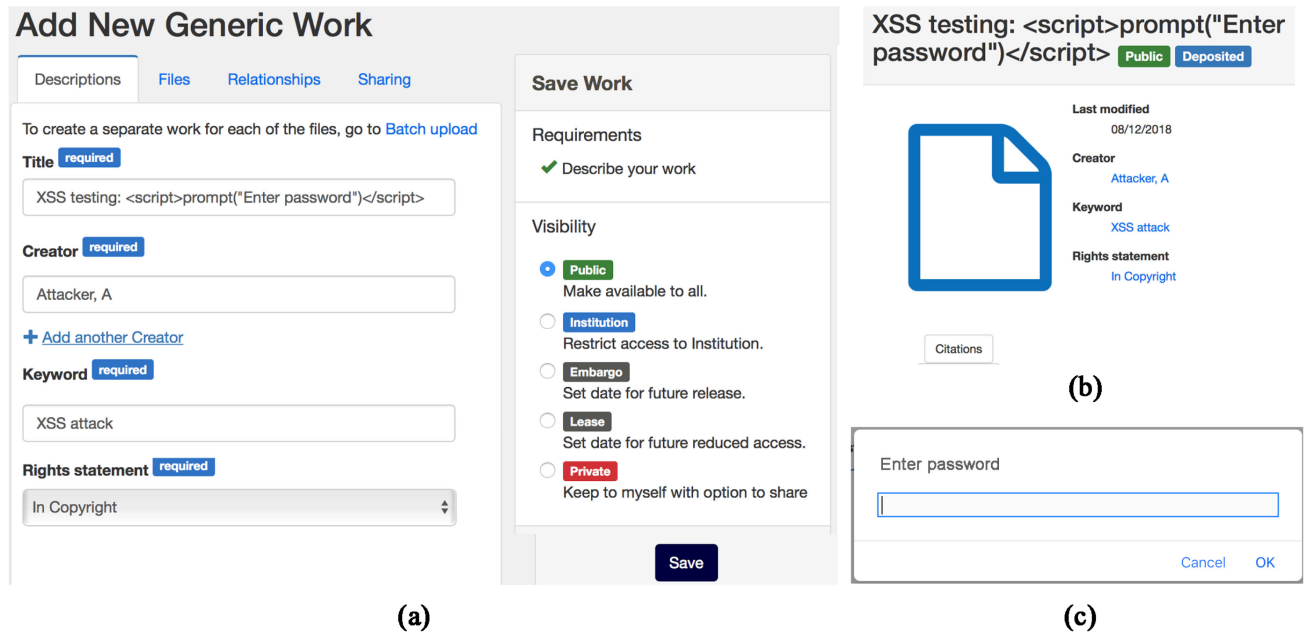 Add New Generic Work
Descriptions Files Relationships Sharing
To create a separate work for each of the files, go to Batch upload
Title required
XSS testing: <script>prompt("Enter password")</script>
Creator required
Attacker, A
+ Add another Creator
Keyword required
XSS attack
Rights statement required
In Copyright
Save Work
Requirements
Describe your work
Visibility
Public
Make available to all.
Institution
Restrict access to Institution.
Embargo
Set date for future release.
Lease
Set date for future reduced access.
Private
Keep to myself with option to share
Save
(a)
XSS testing: <script>prompt("Enter
password")</script> Public Deposited
Last modified
08/12/2018
Creator
Attacker, A
Keyword
XSS attack
Rights statement
In Copyright
Citations
(b)
Enter password
Cancel OK
(c)